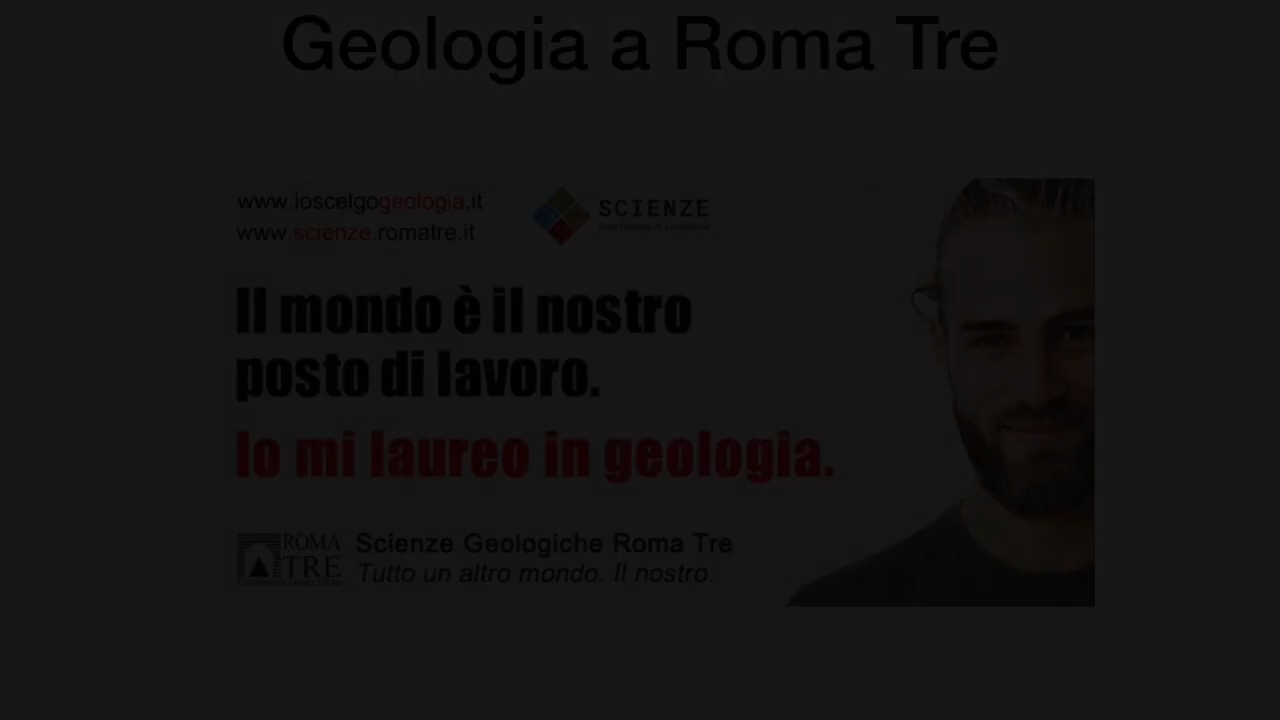 Geologia a Roma Tre
www.ioscelgogeologia.it
www.scienze.romatre.it
SCIENZE
Il mondo è il nostro
posto di lavoro.
Io mi laureo in geologia.
ROMA
TRE
Scienze Geologiche Roma Tre
Tutto un altro mondo. Il nostro.